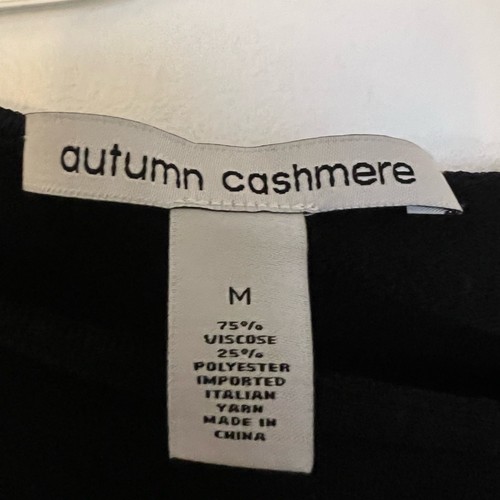 autumn cashmere
M
75%
VISCOSE
25%
POLYESTER
IMPORTED
ITALIAN
YARN
MADE IN
CHINA